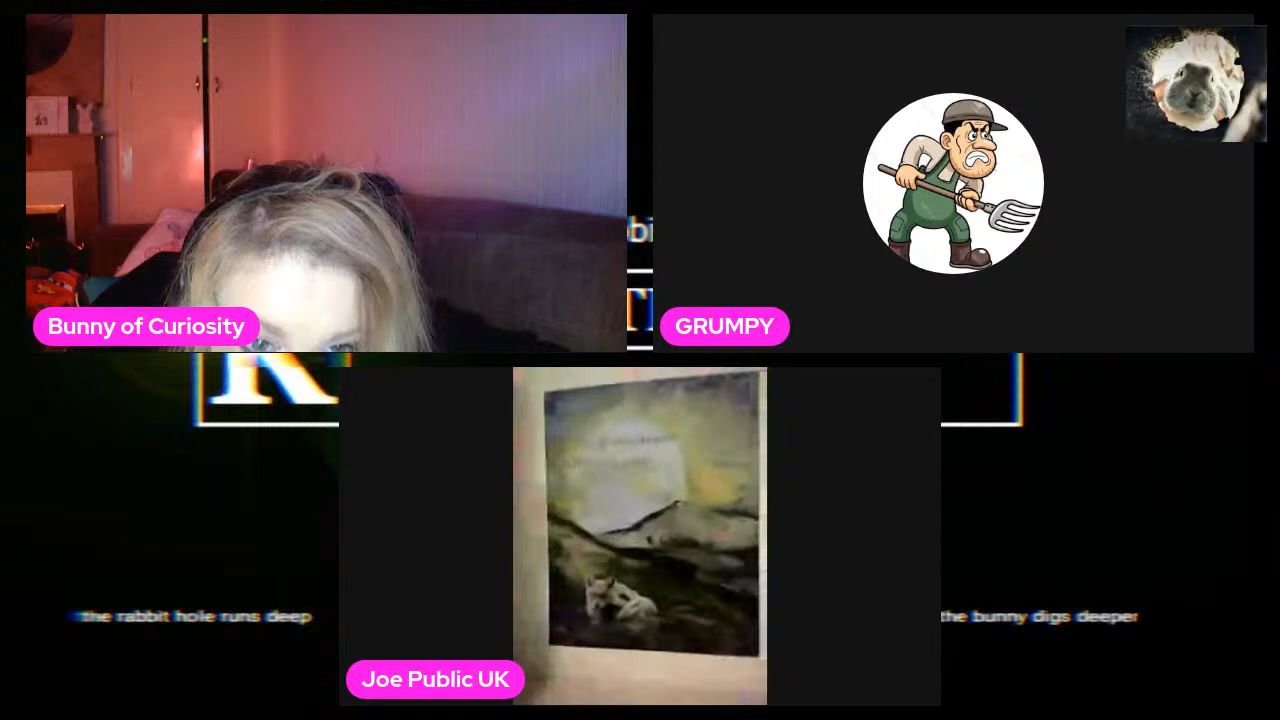 Bunny of Curiosity
GRUMPY
Joe Public UK
the rabbit hole runs deep
the bunny digs deeper